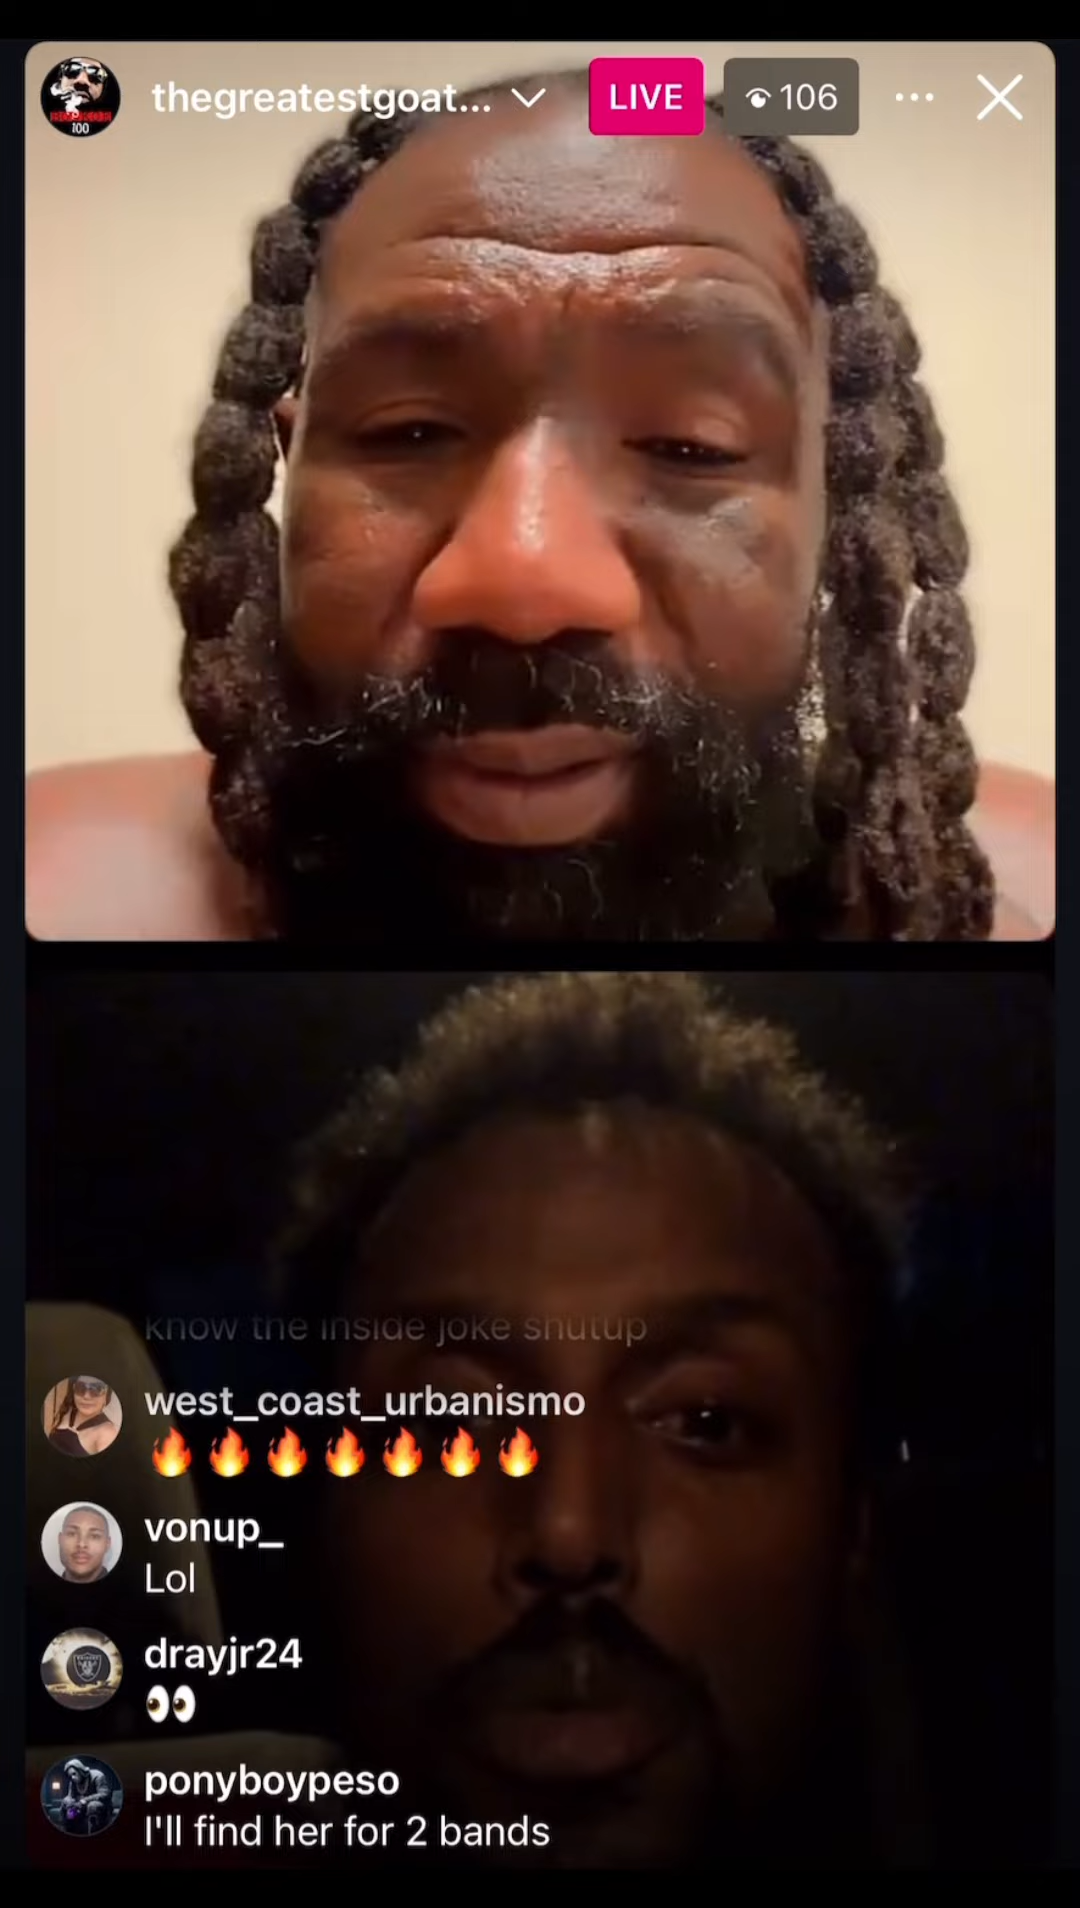 thegreatestgoat...
LIVE
106
100
know the inside joke shutup
west_coast_urbanismo
🔥🔥🔥🔥🔥🔥🔥
vonup_
Lol
drayjr24
👀
ponyboypeso
I'll find her for 2 bands